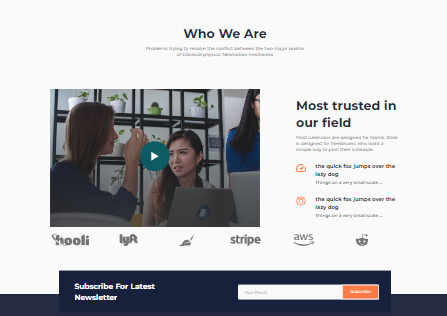 Who We Are
Problems trying to resolve the conflict between the two major realms
of Classical physics: Newtonian mechanics
Most trusted in
our field
Most calendars are designed for teams. Slate
is designed for freelancers who want a
simple way to plan their schedule.
the quick fox jumps over the
lazy dog
Things on a very small scale ...
the quick fox jumps over the
lazy dog
Things on a very small scale ...
hooli
lyft
stripe
aws
Subscribe For Latest
Newsletter
Your Email
Subscribe